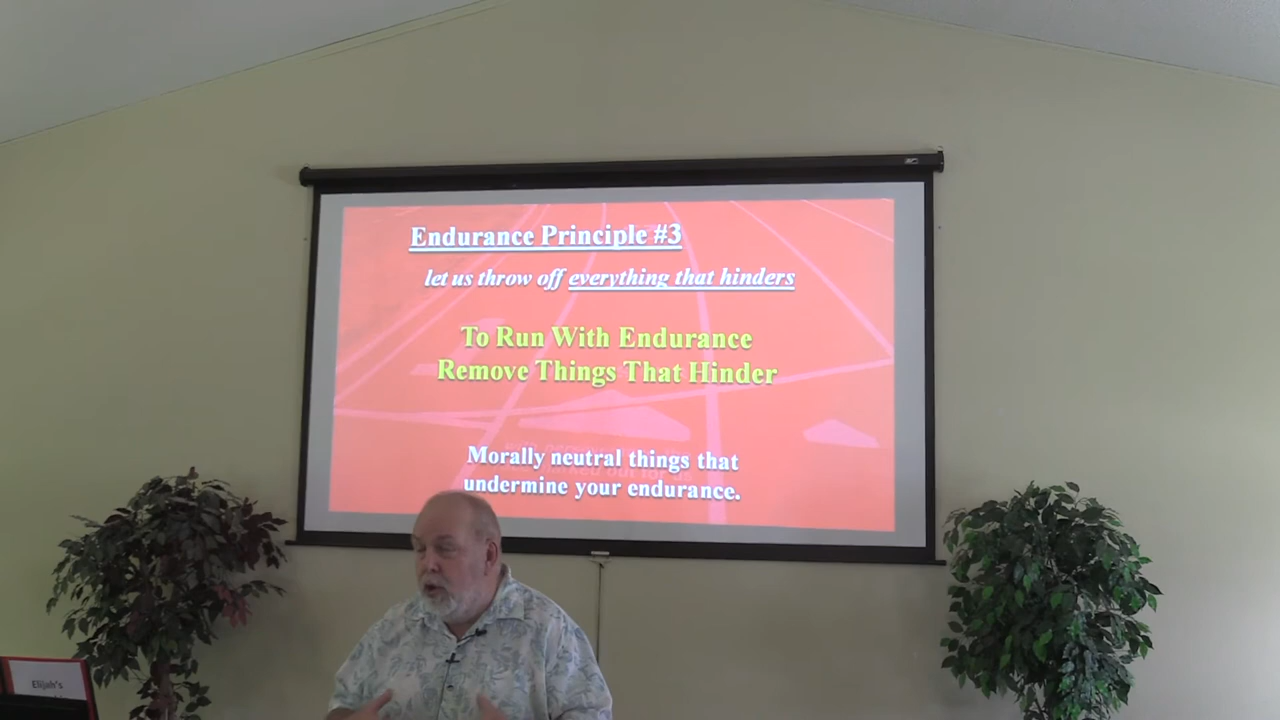 Endurance Principle #3
let us throw off everything that hinders
To Run With Endurance
Remove Things That Hinder
Morally neutral things that
undermine your endurance.
Elijah's